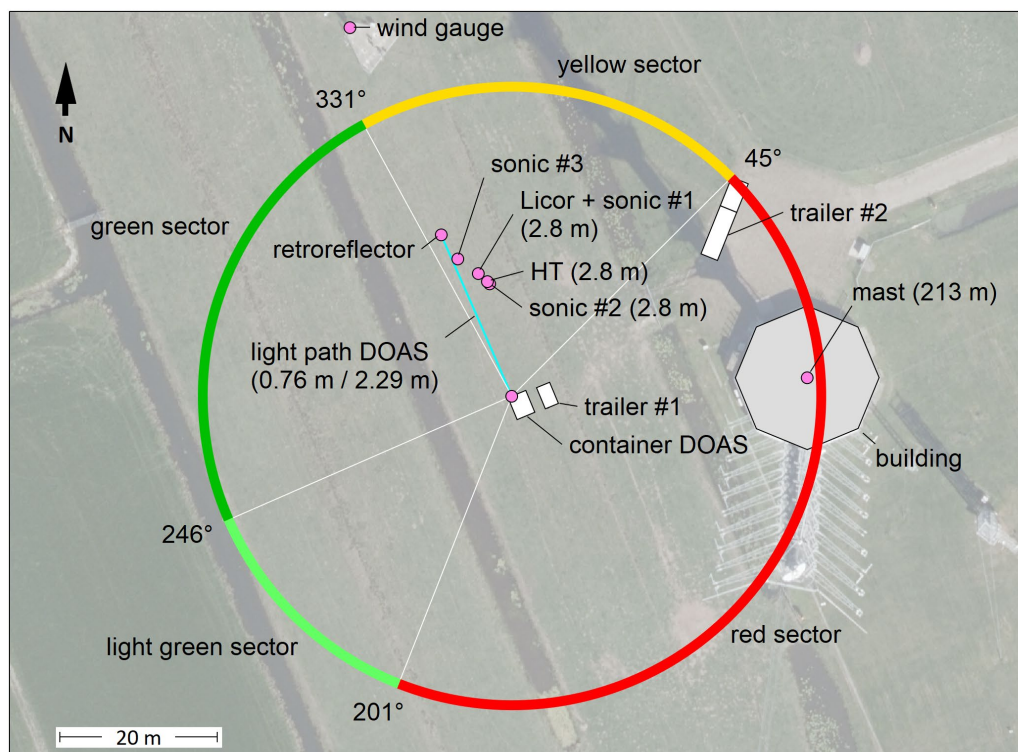 wind gauge
yellow sector
331°
N
45°
sonic #3
Licor + sonic #1
(2.8 m)
trailer #2
green sector
retroreflector
HT (2.8 m)
sonic #2 (2.8 m)
mast (213 m)
light path DOAS
(0.76 m / 2.29 m)
trailer #1
container DOAS
building
246°
light green sector
red sector
201°
20 m